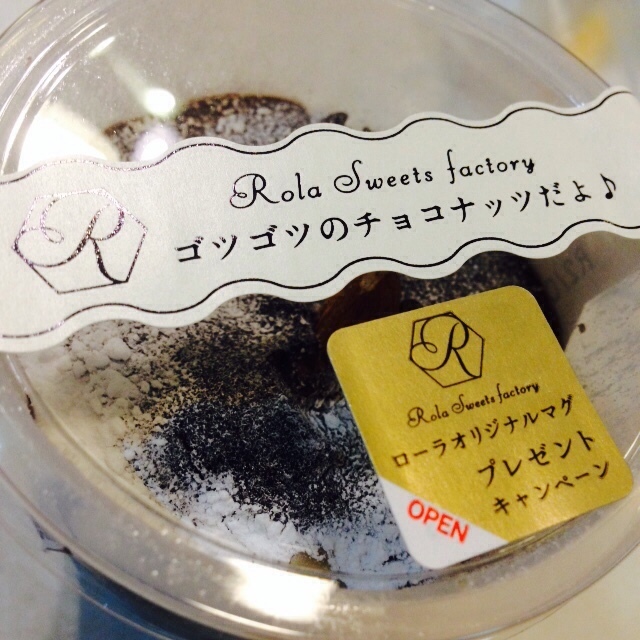 R
Rola Sweets factory
ゴツゴツのチョコナッツだよ♪
R
Rola Sweets factory
ローラオリジナルマグ
プレゼント
キャンペーン
OPEN